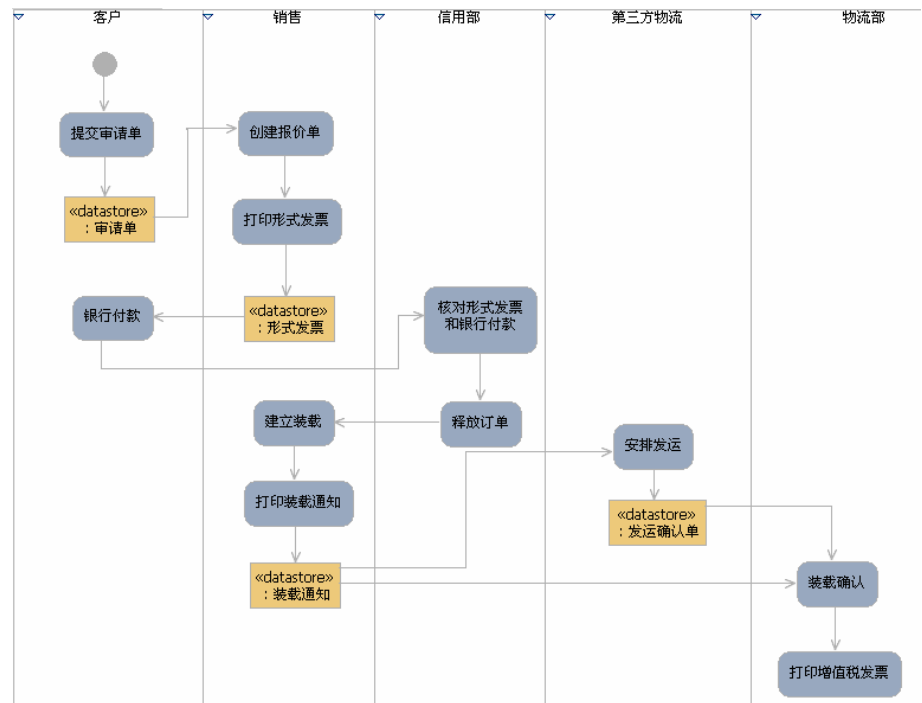 客户
销售
信用部
第三方物流
物流部
提交审请单
创建报价单
«datastore»
: 审请单
打印形式发票
银行付款
«datastore»
: 形式发票
核对形式发票
和银行付款
建立装载
释放订单
安排发运
打印装载通知
«datastore»
: 发运确认单
«datastore»
: 装载通知
装载确认
打印增值税发票